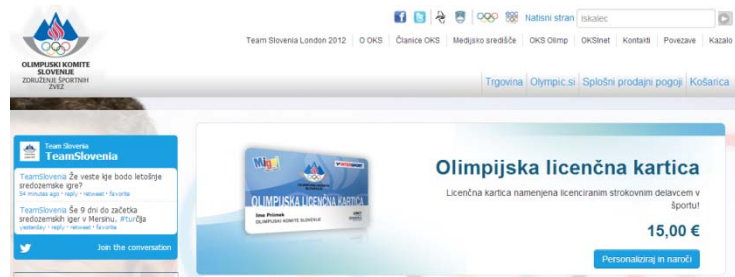 Natisni stran
iskalec
Team Slovenia London 2012
O OKS
Članice OKS
Medijsko središče
OKS Olimp
OKSInet
Kontakti
Povezave
Kazalo
OLIMPIJSKI KOMITE
SLOVENIJE
ZDRUŽENJE ŠPORTNIH
ZVEZ
Trgovina
Olympic.si
Splošni prodajni pogoji
Košarica
Team Slovenia
TeamSlovenia
TeamSlovenia Že veste kje bodo letošnje
sredozemske igre?
54 minutes ago · reply · retweet · favorite
TeamSlovenia Še 9 dni do začetka
sredozemskih iger v Mersinu. #turčija
yesterday · reply · retweet · favorite
Join the conversation
Migaj
INTERSPORT
OLIMPIJSKA LICENČNA KARTICA
Ime Priimek
OLIMPIJSKI KOMITE SLOVENIJE
Olimpijska licenčna kartica
Licenčna kartica namenjena licenciranim strokovnim delavcem v
športu!
15,00 €
Personaliziraj in naroči